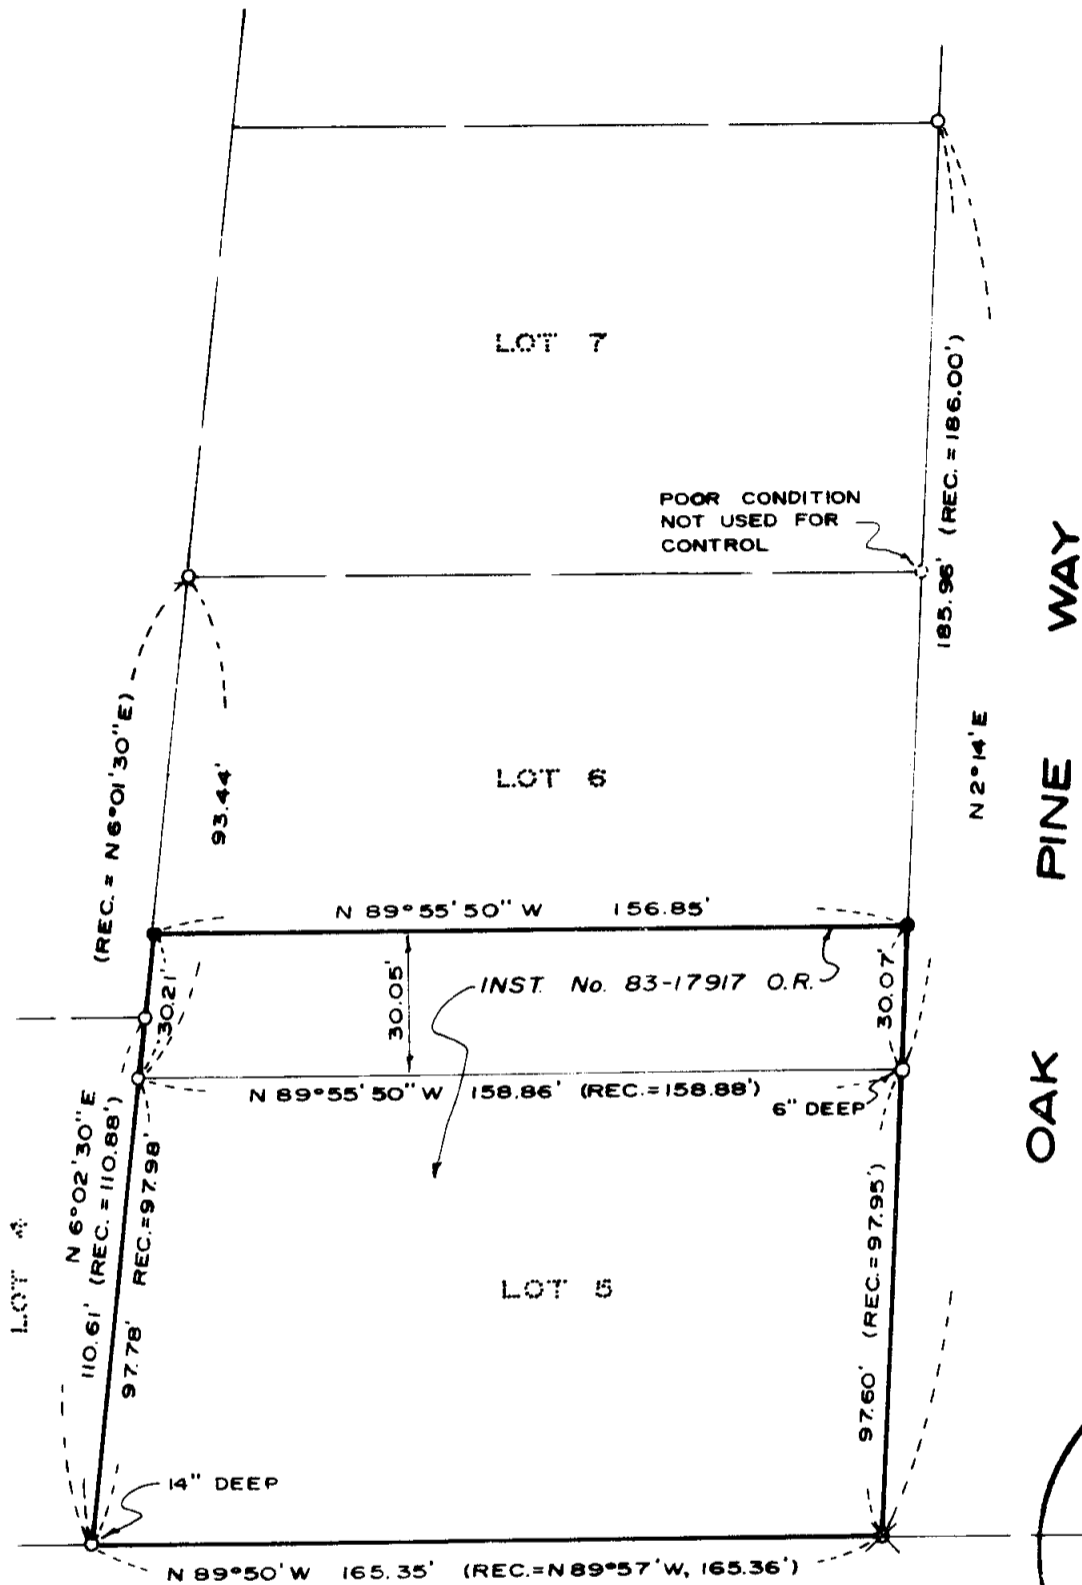 LOT 7
185.96' (REC. = 186.00')
POOR CONDITION
NOT USED FOR
CONTROL
N 2°14' E
OAK PINE WAY
(REC. = N 6°01'30" E)
93.44'
LOT 6
N 89°55'50" W 156.85'
30.21'
30.05'
INST. No. 83-17917 O.R.
30.07'
N 89°55'50" W 158.86' (REC.=158.88')
6" DEEP
N 6°02'30" E
110.61' (REC. = 110.88')
97.78' REC.=97.98'
LOT 4
LOT 5
97.60' (REC.=97.95')
14" DEEP
N 89°50' W 165.35' (REC.=N 89°57' W, 165.36')